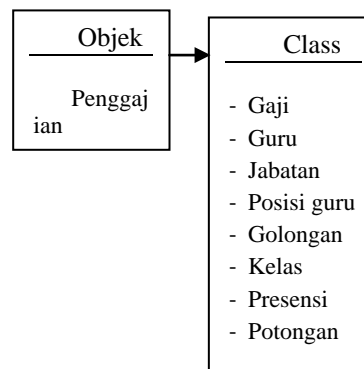 Objek
Penggaj
ian
Class
- Gaji
- Guru
- Jabatan
- Posisi guru
- Golongan
- Kelas
- Presensi
- Potongan